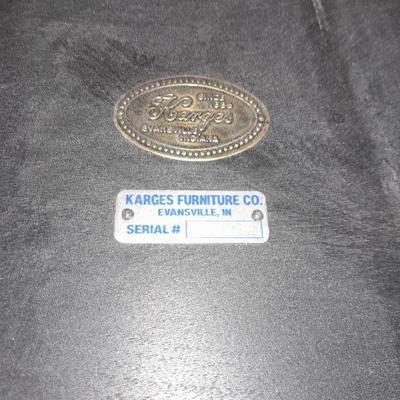 SINCE
1886
Karges
EVANSVILLE
INDIANA
KARGES FURNITURE CO.
EVANSVILLE, IN
SERIAL #